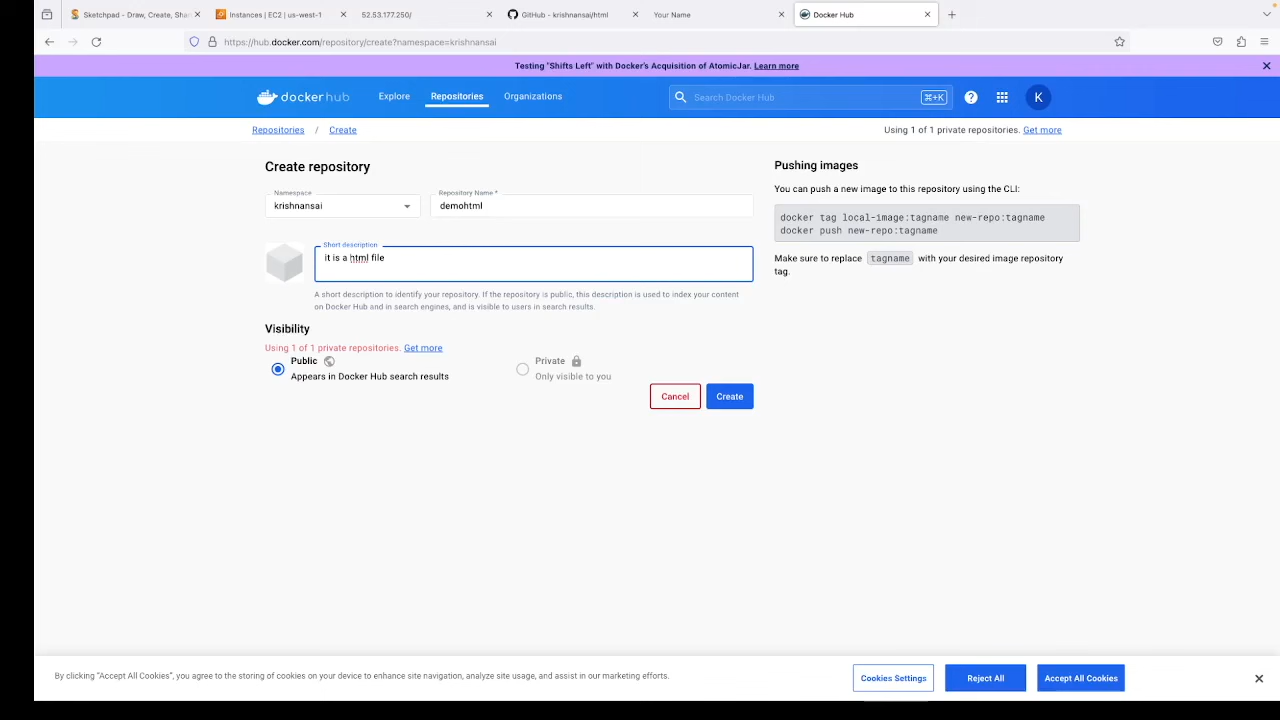 Sketchpad - Draw, Create, Shar
Instances | EC2 | us-west-1
52.53.177.250/
GitHub - krishnansai/html
Your Name
Docker Hub
https://hub.docker.com/repository/create?namespace=krishnansai
Testing "Shifts Left" with Docker's Acquisition of AtomicJar. Learn more
dockerhub
Explore
Repositories
Organizations
Search Docker Hub
⌘+K
K
Repositories / Create
Using 1 of 1 private repositories. Get more
Create repository
Namespace
krishnansai
Repository Name *
demohtml
Short description
it is a html file
A short description to identify your repository. If the repository is public, this description is used to index your content
on Docker Hub and in search engines, and is visible to users in search results.
Visibility
Using 1 of 1 private repositories. Get more
Public
Appears in Docker Hub search results
Private
Only visible to you
Cancel
Create
Pushing images
You can push a new image to this repository using the CLI:
docker tag local-image:tagname new-repo:tagname
docker push new-repo:tagname
Make sure to replace tagname with your desired image repository
tag.
By clicking "Accept All Cookies", you agree to the storing of cookies on your device to enhance site navigation, analyze site usage, and assist in our marketing efforts.
Cookies Settings
Reject All
Accept All Cookies